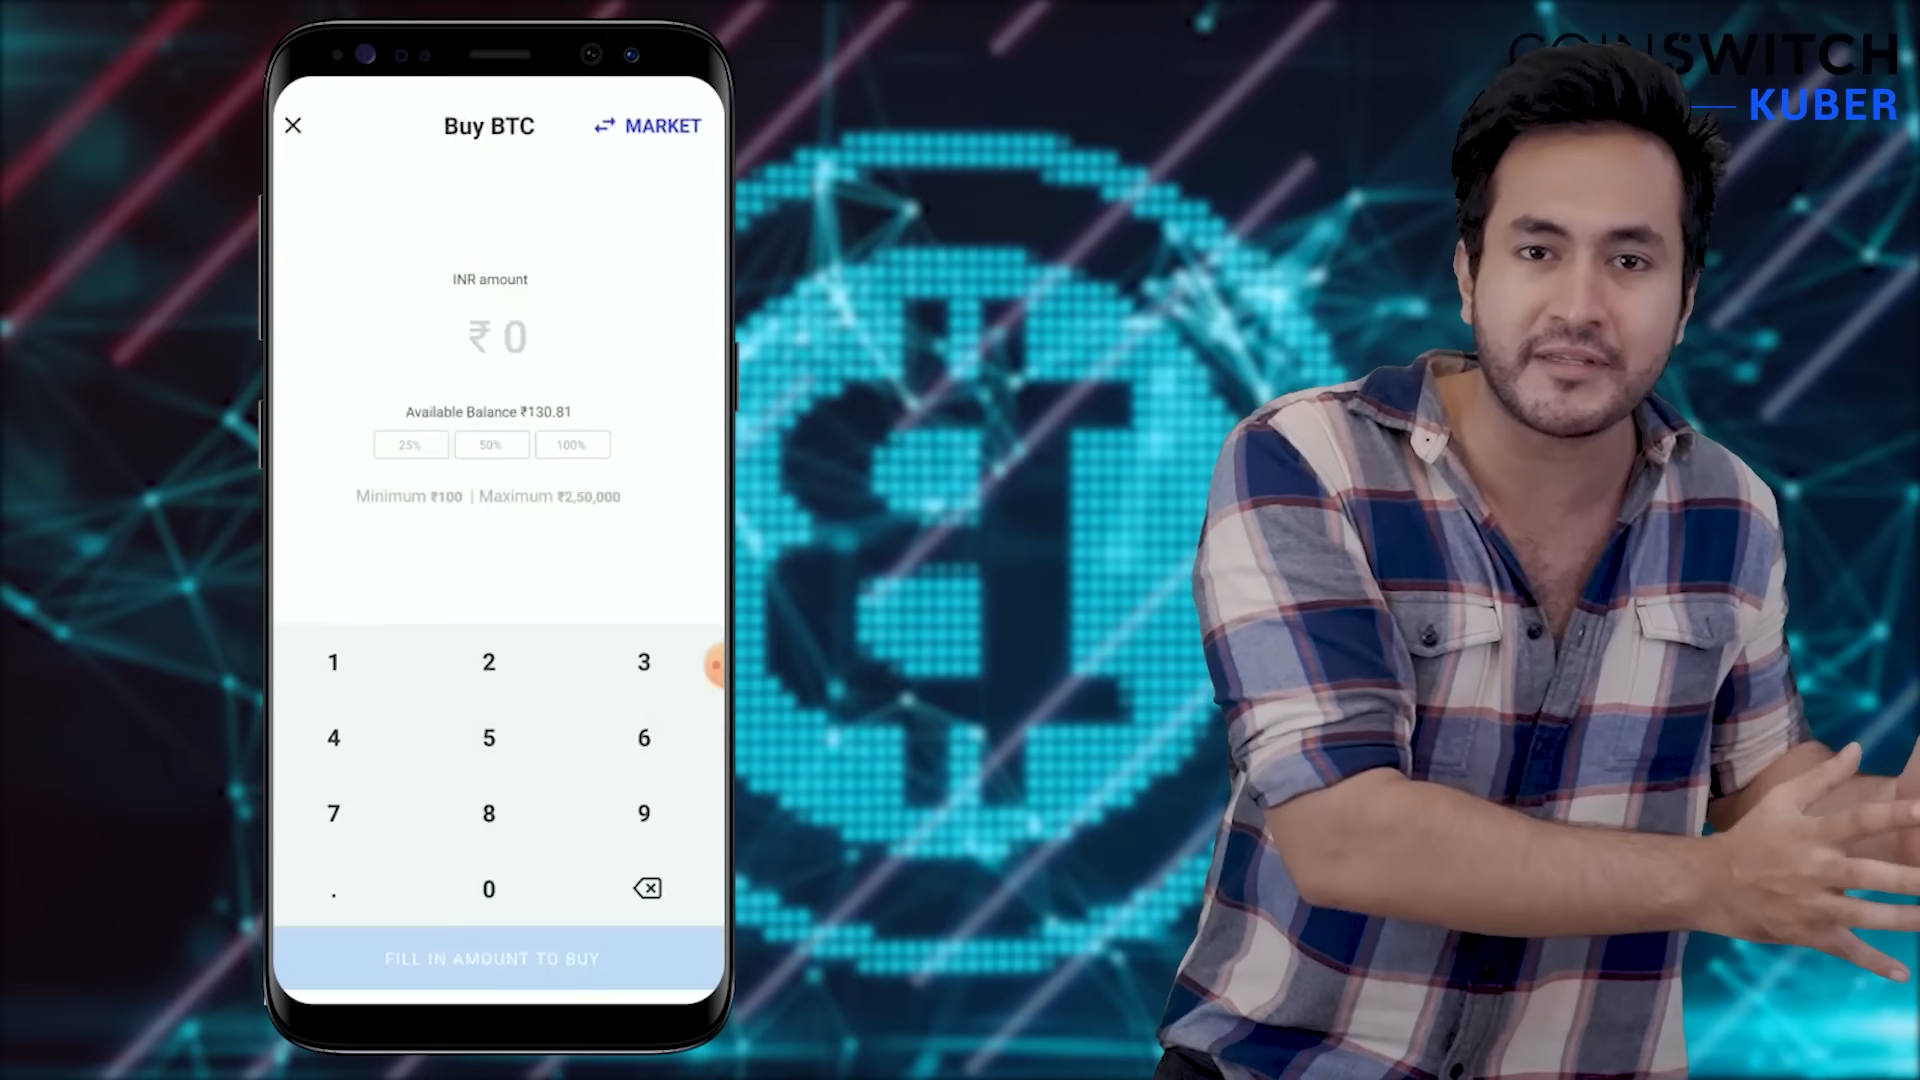 Buy BTC
MARKET
INR amount
₹ 0
Available Balance ₹130.81
25% 50% 100%
Minimum ₹100 | Maximum ₹2,50,000
1 2 3
4 5 6
7 8 9
. 0
FILL IN AMOUNT TO BUY
COINSWITCH
KUBER